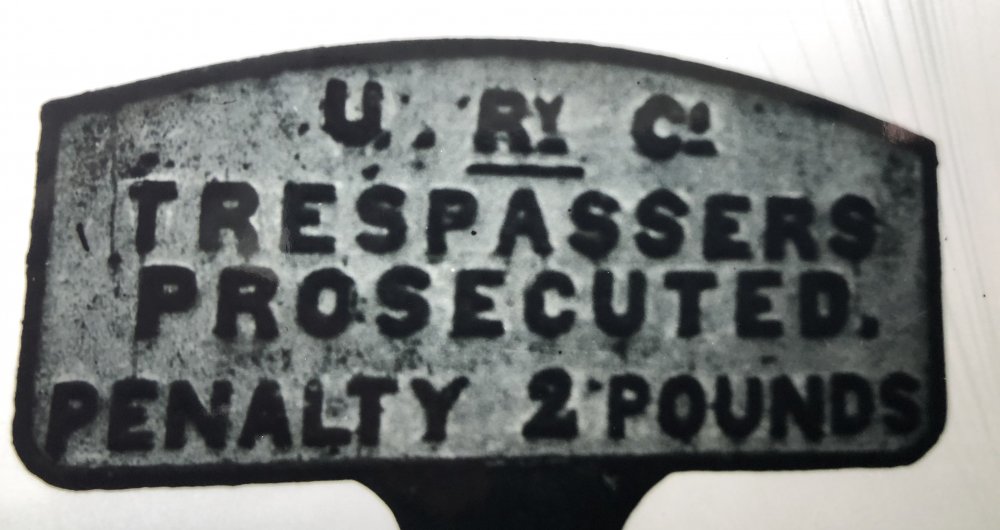 U. RY Co.
TRESPASSERS
PROSECUTED.
PENALTY 2 POUNDS